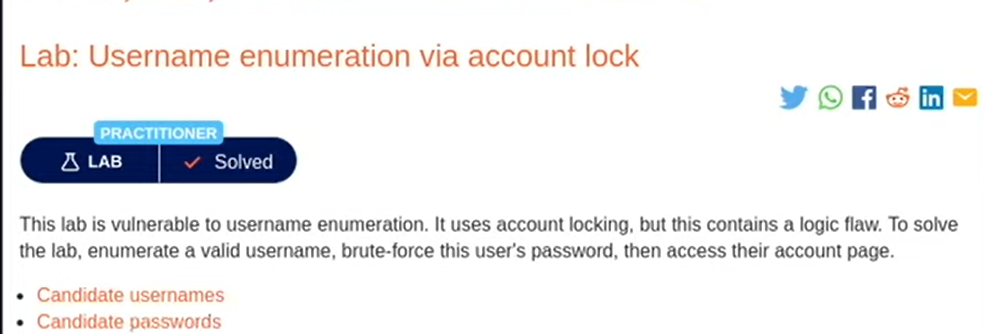 Lab: Username enumeration via account lock
PRACTITIONER
LAB Solved
This lab is vulnerable to username enumeration. It uses account locking, but this contains a logic flaw. To solve
the lab, enumerate a valid username, brute-force this user's password, then access their account page.
Candidate usernames
Candidate passwords